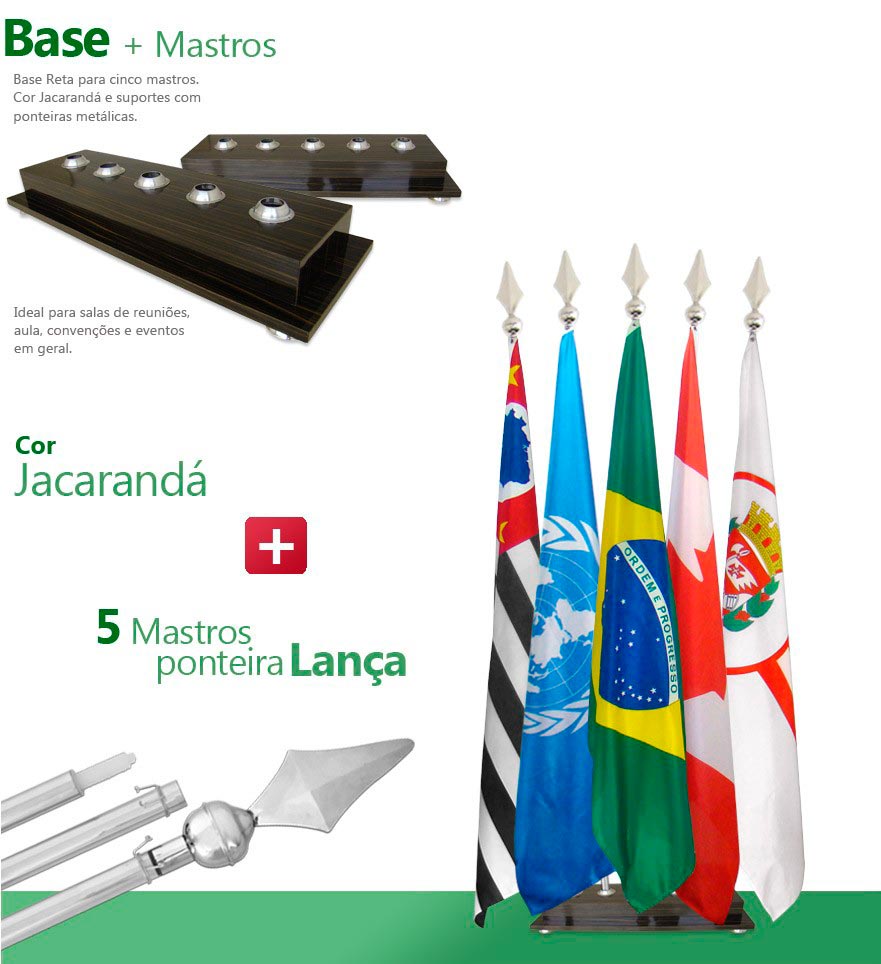 Base + Mastros
Base Reta para cinco mastros.
Cor Jacarandá e suportes com
ponteiras metálicas.
Ideal para salas de reuniões,
aula, convenções e eventos
em geral.
Cor
Jacarandá
5 Mastros
ponteira Lança
ORDEM E PROGRESSO